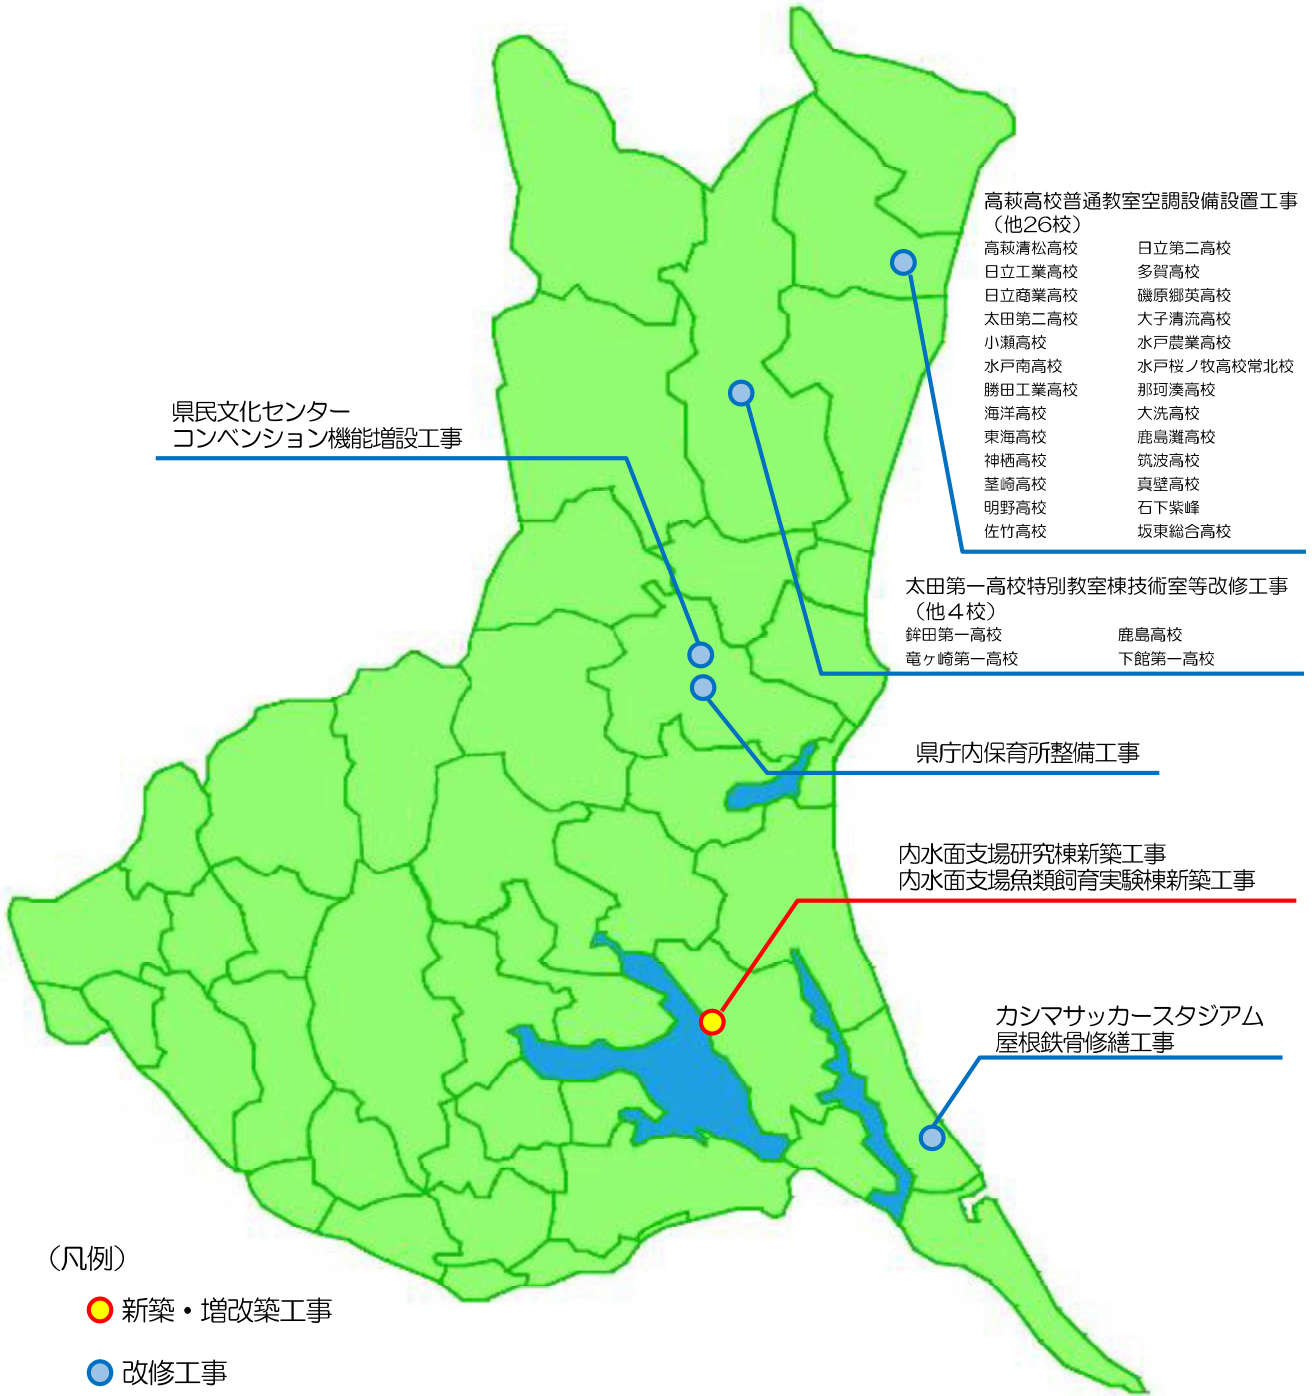 高萩高校普通教室空調設備設置工事
（他26校）
高萩清松高校 日立第二高校
日立工業高校 多賀高校
日立商業高校 磯原郷英高校
太田第二高校 大子清流高校
小瀬高校 水戸農業高校
水戸南高校 水戸桜ノ牧高校常北校
勝田工業高校 那珂湊高校
海洋高校 大洗高校
東海高校 鹿島灘高校
神栖高校 筑波高校
茎崎高校 真壁高校
明野高校 石下紫峰
佐竹高校 坂東総合高校
県民文化センター
コンベンション機能増設工事
太田第一高校特別教室棟技術室等改修工事
（他４校）
鉾田第一高校 鹿島高校
竜ヶ崎第一高校 下館第一高校
県庁内保育所整備工事
内水面支場研究棟新築工事
内水面支場魚類飼育実験棟新築工事
カシマサッカースタジアム
屋根鉄骨修繕工事
（凡例）
新築・増改築工事
改修工事